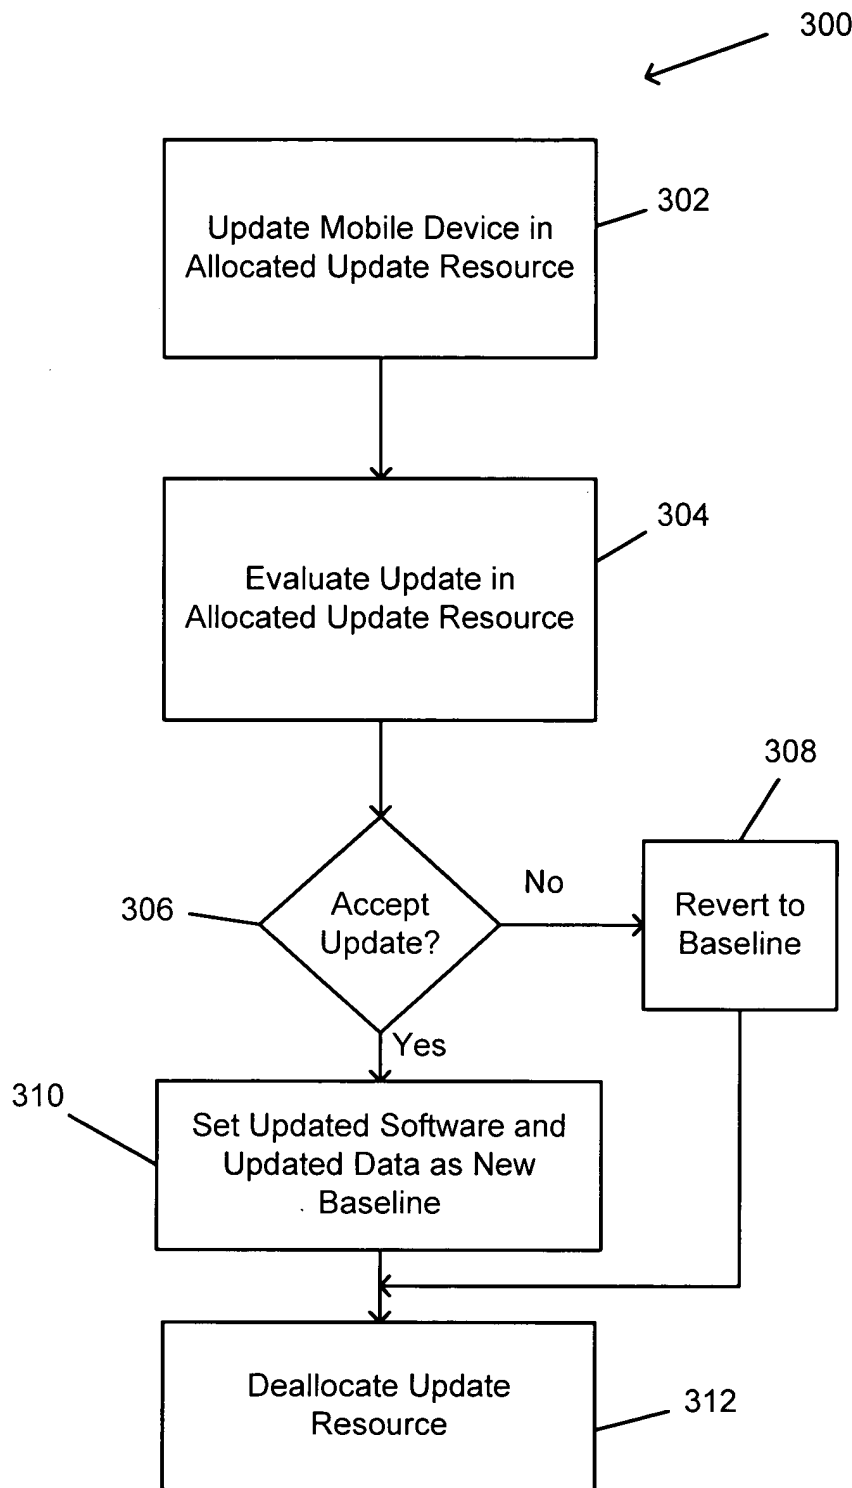 300
Update Mobile Device in
Allocated Update Resource
302
Evaluate Update in
Allocated Update Resource
304
308
306
Accept
Update?
No
Revert to
Baseline
Yes
310
Set Updated Software and
Updated Data as New
Baseline
Deallocate Update
Resource
312